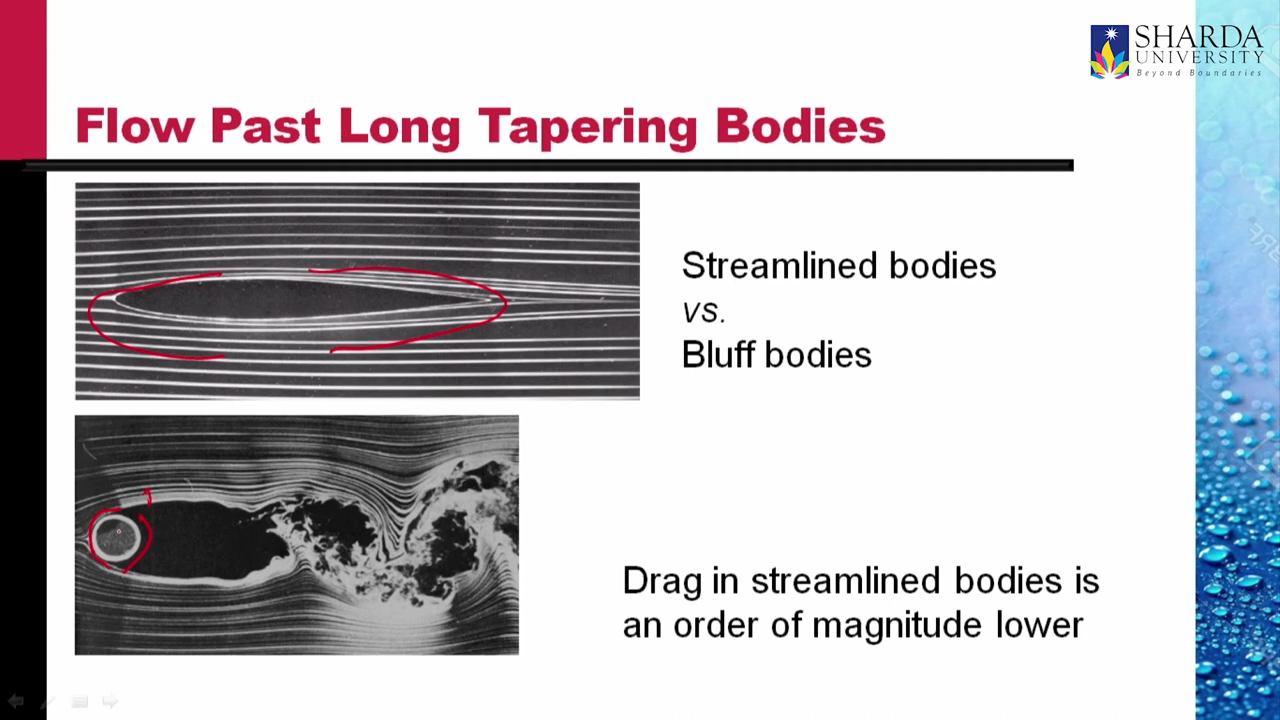 SHARDA
UNIVERSITY
Beyond Boundaries
Flow Past Long Tapering Bodies
Streamlined bodies
vs.
Bluff bodies
Drag in streamlined bodies is
an order of magnitude lower